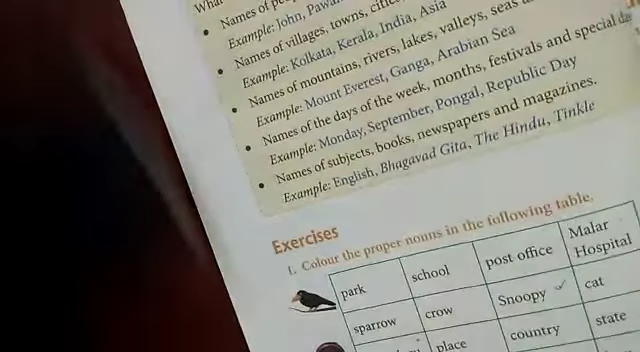 What
• Names of
Example: John, Pawan
• Names of villages, towns, cities
Example: Kolkata, Kerala, India, Asia
• Names of mountains, rivers, lakes, valleys, seas
Example: Mount Everest, Ganga, Arabian Sea
• Names of the days of the week, months, festivals and special
Example: Monday, September, Pongal, Republic Day
• Names of subjects, books, newspapers and magazines.
Example: English, Bhagavad Gita, The Hindu, Tinkle
Exercises
1. Colour the proper nouns in the following table.
park school post office Malar Hospital
sparrow crow Snoopy ✓ cat
place country state